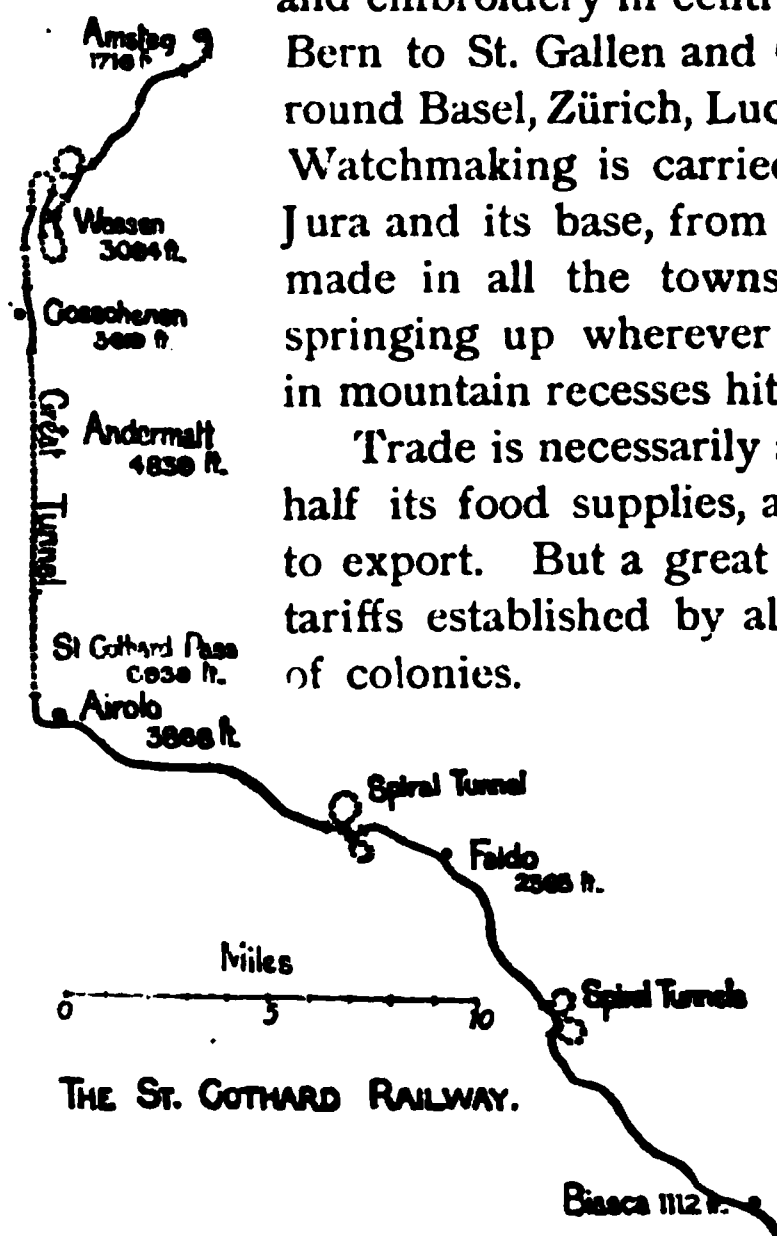 and embroidery in centr
Bern to St. Gallen and
round Basel, Zürich, Luc
Watchmaking is carried
Jura and its base, from
made in all the towns
springing up wherever
in mountain recesses hit
Trade is necessarily
half its food supplies, a
to export. But a great
tariffs established by al
of colonies.
Amsteg
1710 ft
Wassen
3084 ft.
Goeschenen
ft.
Great Tunnel
Andermatt
4830 ft.
St Gothard Pass
ft.
Airolo
3868 ft.
Spiral Tunnel
Faido
ft.
Miles
0 5 10
Spiral Tunnels
THE ST. GOTHARD RAILWAY.
Biasca 1112 ft.